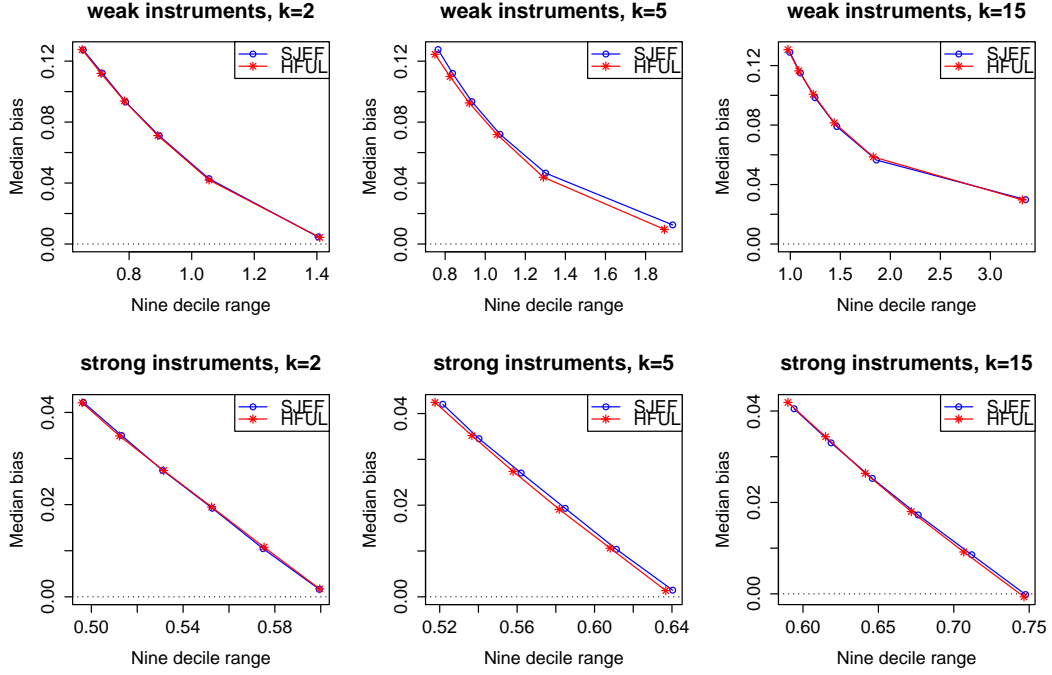 weak instruments, k=2
SJEF
HFUL
Median bias
0.00 0.04 0.08 0.12
0.8 1.0 1.2 1.4
Nine decile range
weak instruments, k=5
SJEF
HFUL
Median bias
0.00 0.04 0.08 0.12
0.8 1.0 1.2 1.4 1.6 1.8
Nine decile range
weak instruments, k=15
SJEF
HFUL
Median bias
0.00 0.04 0.08 0.12
1.0 1.5 2.0 2.5 3.0
Nine decile range
strong instruments, k=2
SJEF
HFUL
Median bias
0.00 0.02 0.04
0.50 0.54 0.58
Nine decile range
strong instruments, k=5
SJEF
HFUL
Median bias
0.00 0.02 0.04
0.52 0.56 0.60 0.64
Nine decile range
strong instruments, k=15
SJEF
HFUL
Median bias
0.00 0.02 0.04
0.60 0.65 0.70 0.75
Nine decile range